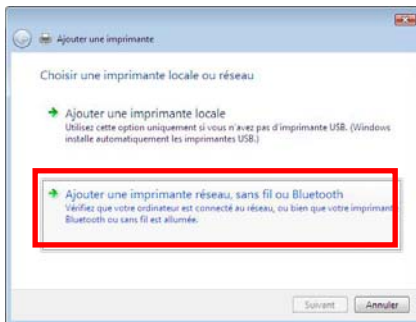 Ajouter une imprimante
Choisir une imprimante locale ou réseau
Ajouter une imprimante locale
Utilisez cette option uniquement si vous n'avez pas d'imprimante USB. (Windows
installe automatiquement les imprimantes USB.)
Ajouter une imprimante réseau, sans fil ou Bluetooth
Vérifiez que votre ordinateur est connecté au réseau, ou bien que votre imprimant
Bluetooth ou sans fil est allumée.
Suivant Annuler